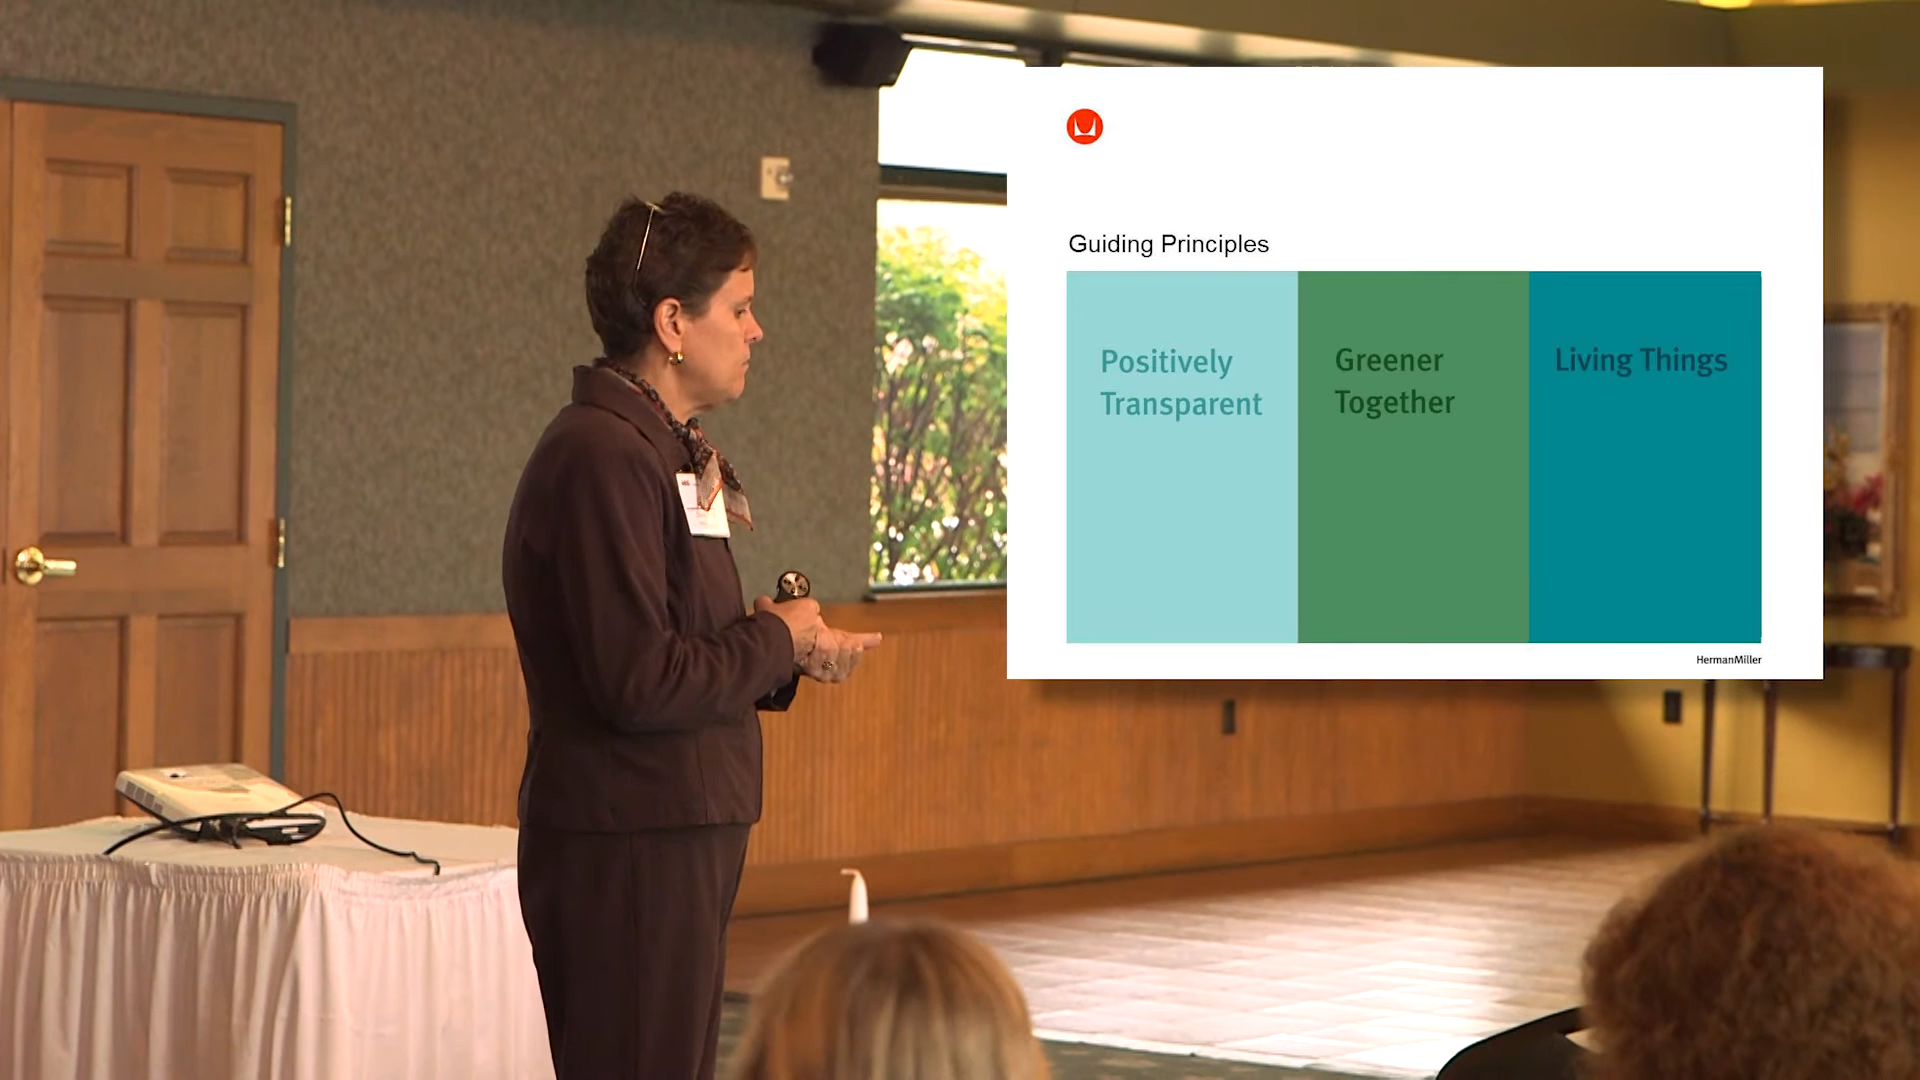 Guiding Principles
Positively
Transparent
Greener
Together
Living Things
HermanMiller